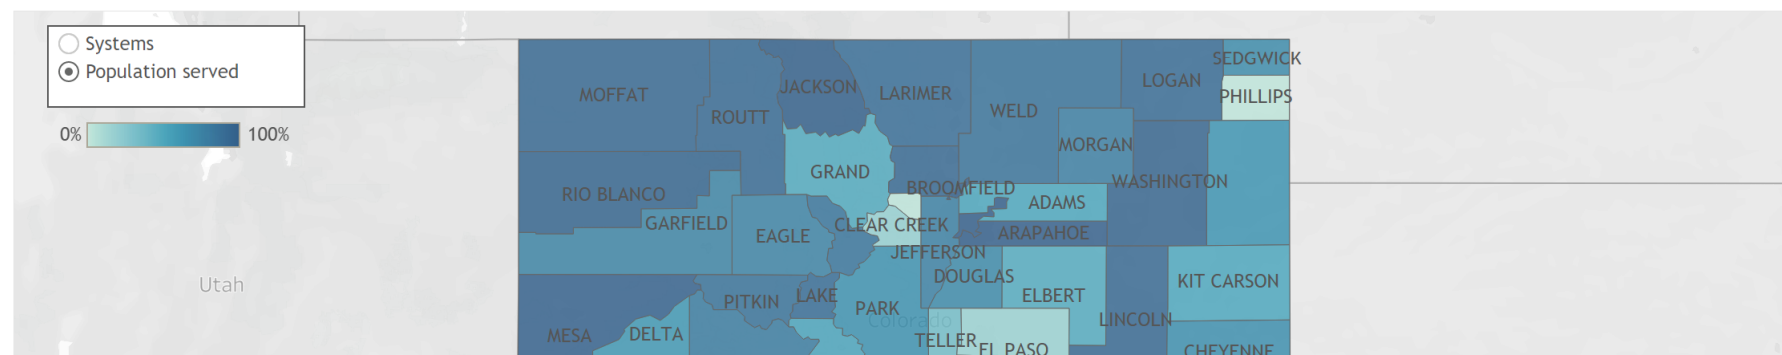 Systems
Population served
0% 100%
SEDGWICK
LOGAN
JACKSON
MOFFAT
LARIMER
PHILLIPS
WELD
ROUTT
MORGAN
GRAND
WASHINGTON
BROOMFIELD
RIO BLANCO
ADAMS
GARFIELD
CLEAR CREEK
ARAPAHOE
EAGLE
JEFFERSON
DOUGLAS
KIT CARSON
Utah
ELBERT
LAKE
PITKIN
PARK
Colorado
LINCOLN
MESA
DELTA
TELLER
EL PASO
CHEYENNE